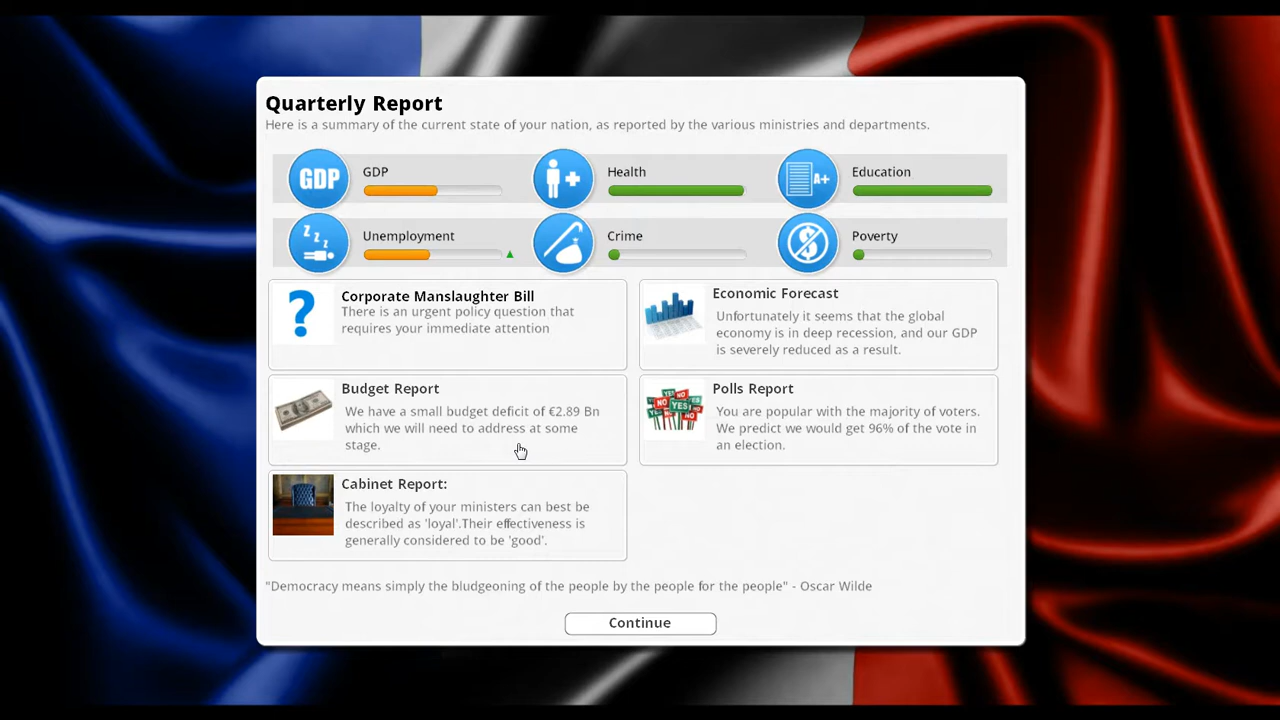 Quarterly Report
Here is a summary of the current state of your nation, as reported by the various ministries and departments.
GDP
GDP
Health
A+
Education
Z Z Z
Unemployment
Crime
$
Poverty
?
Corporate Manslaughter Bill
There is an urgent policy question that
requires your immediate attention
Economic Forecast
Unfortunately it seems that the global
economy is in deep recession, and our GDP
is severely reduced as a result.
Budget Report
We have a small budget deficit of €2.89 Bn
which we will need to address at some
stage.
YES
NO
YES
NO
Polls Report
You are popular with the majority of voters.
We predict we would get 96% of the vote in
an election.
Cabinet Report:
The loyalty of your ministers can best be
described as 'loyal'.Their effectiveness is
generally considered to be 'good'.
"Democracy means simply the bludgeoning of the people by the people for the people" - Oscar Wilde
Continue